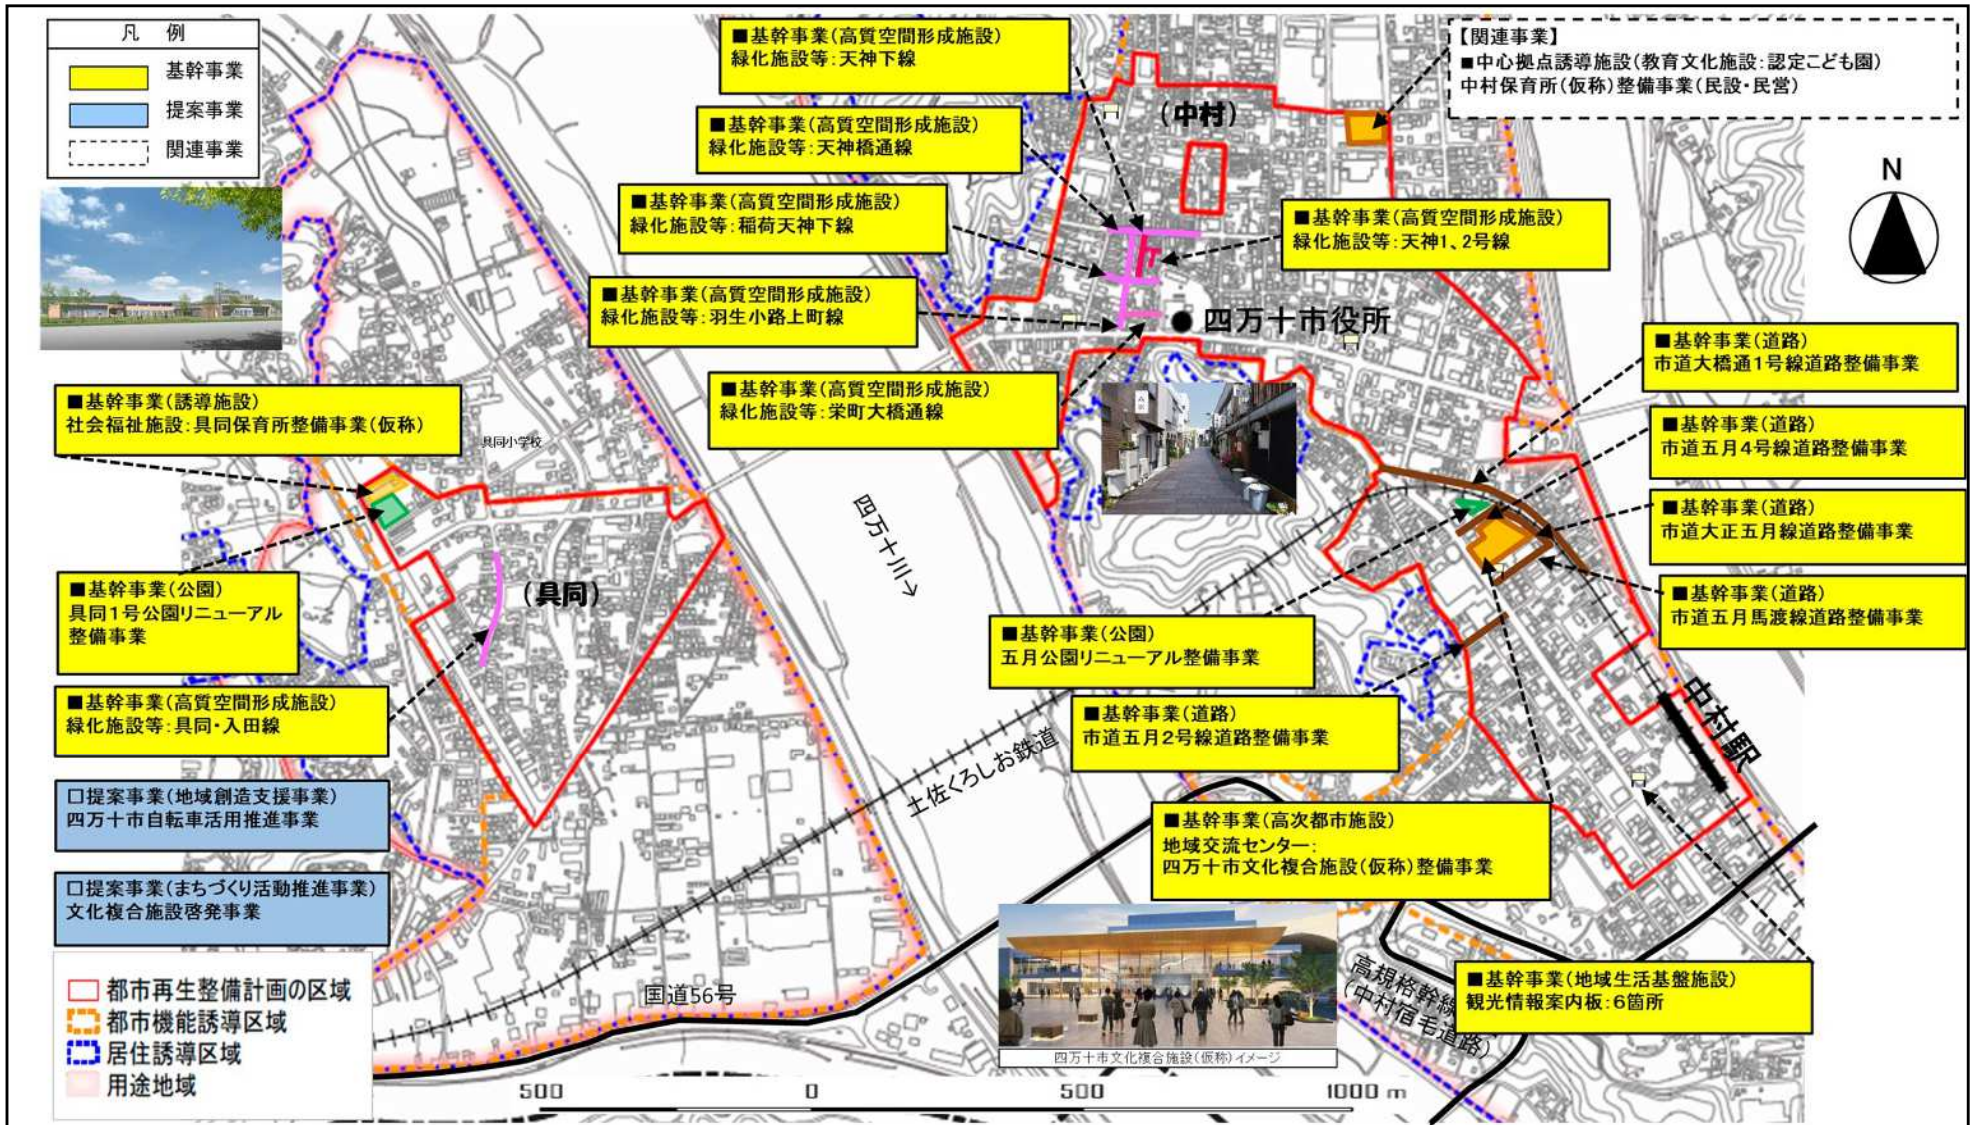 凡 例
基幹事業
提案事業
関連事業
■基幹事業(高質空間形成施設)
緑化施設等:天神下線
■基幹事業(高質空間形成施設)
緑化施設等:天神橋通線
■基幹事業(高質空間形成施設)
緑化施設等:稲荷天神下線
■基幹事業(高質空間形成施設)
緑化施設等:羽生小路上町線
■基幹事業(高質空間形成施設)
緑化施設等:栄町大橋通線
【関連事業】
■中心拠点誘導施設(教育文化施設:認定こども園)
中村保育所(仮称)整備事業(民設・民営)
(中村)
N
■基幹事業(高質空間形成施設)
緑化施設等:天神1、2号線
四万十市役所
■基幹事業(道路)
市道大橋通1号線道路整備事業
■基幹事業(道路)
市道五月4号線道路整備事業
■基幹事業(道路)
市道大正五月線道路整備事業
■基幹事業(道路)
市道五月馬渡線道路整備事業
■基幹事業(誘導施設)
社会福祉施設:具同保育所整備事業(仮称)
具同小学校
四万十川→
(具同)
■基幹事業(公園)
具同1号公園リニューアル
整備事業
■基幹事業(高質空間形成施設)
緑化施設等:具同・入田線
■基幹事業(公園)
五月公園リニューアル整備事業
■基幹事業(道路)
市道五月2号線道路整備事業
中村駅
土佐くろしお鉄道
□提案事業(地域創造支援事業)
四万十市自転車活用推進事業
□提案事業(まちづくり活動推進事業)
文化複合施設啓発事業
■基幹事業(高次都市施設)
地域交流センター:
四万十市文化複合施設(仮称)整備事業
■基幹事業(地域生活基盤施設)
観光情報案内板:6箇所
高規格幹線
(中村宿毛道路)
国道56号
四万十市文化複合施設(仮称)イメージ
都市再生整備計画の区域
都市機能誘導区域
居住誘導区域
用途地域
500 0 500 1000 m